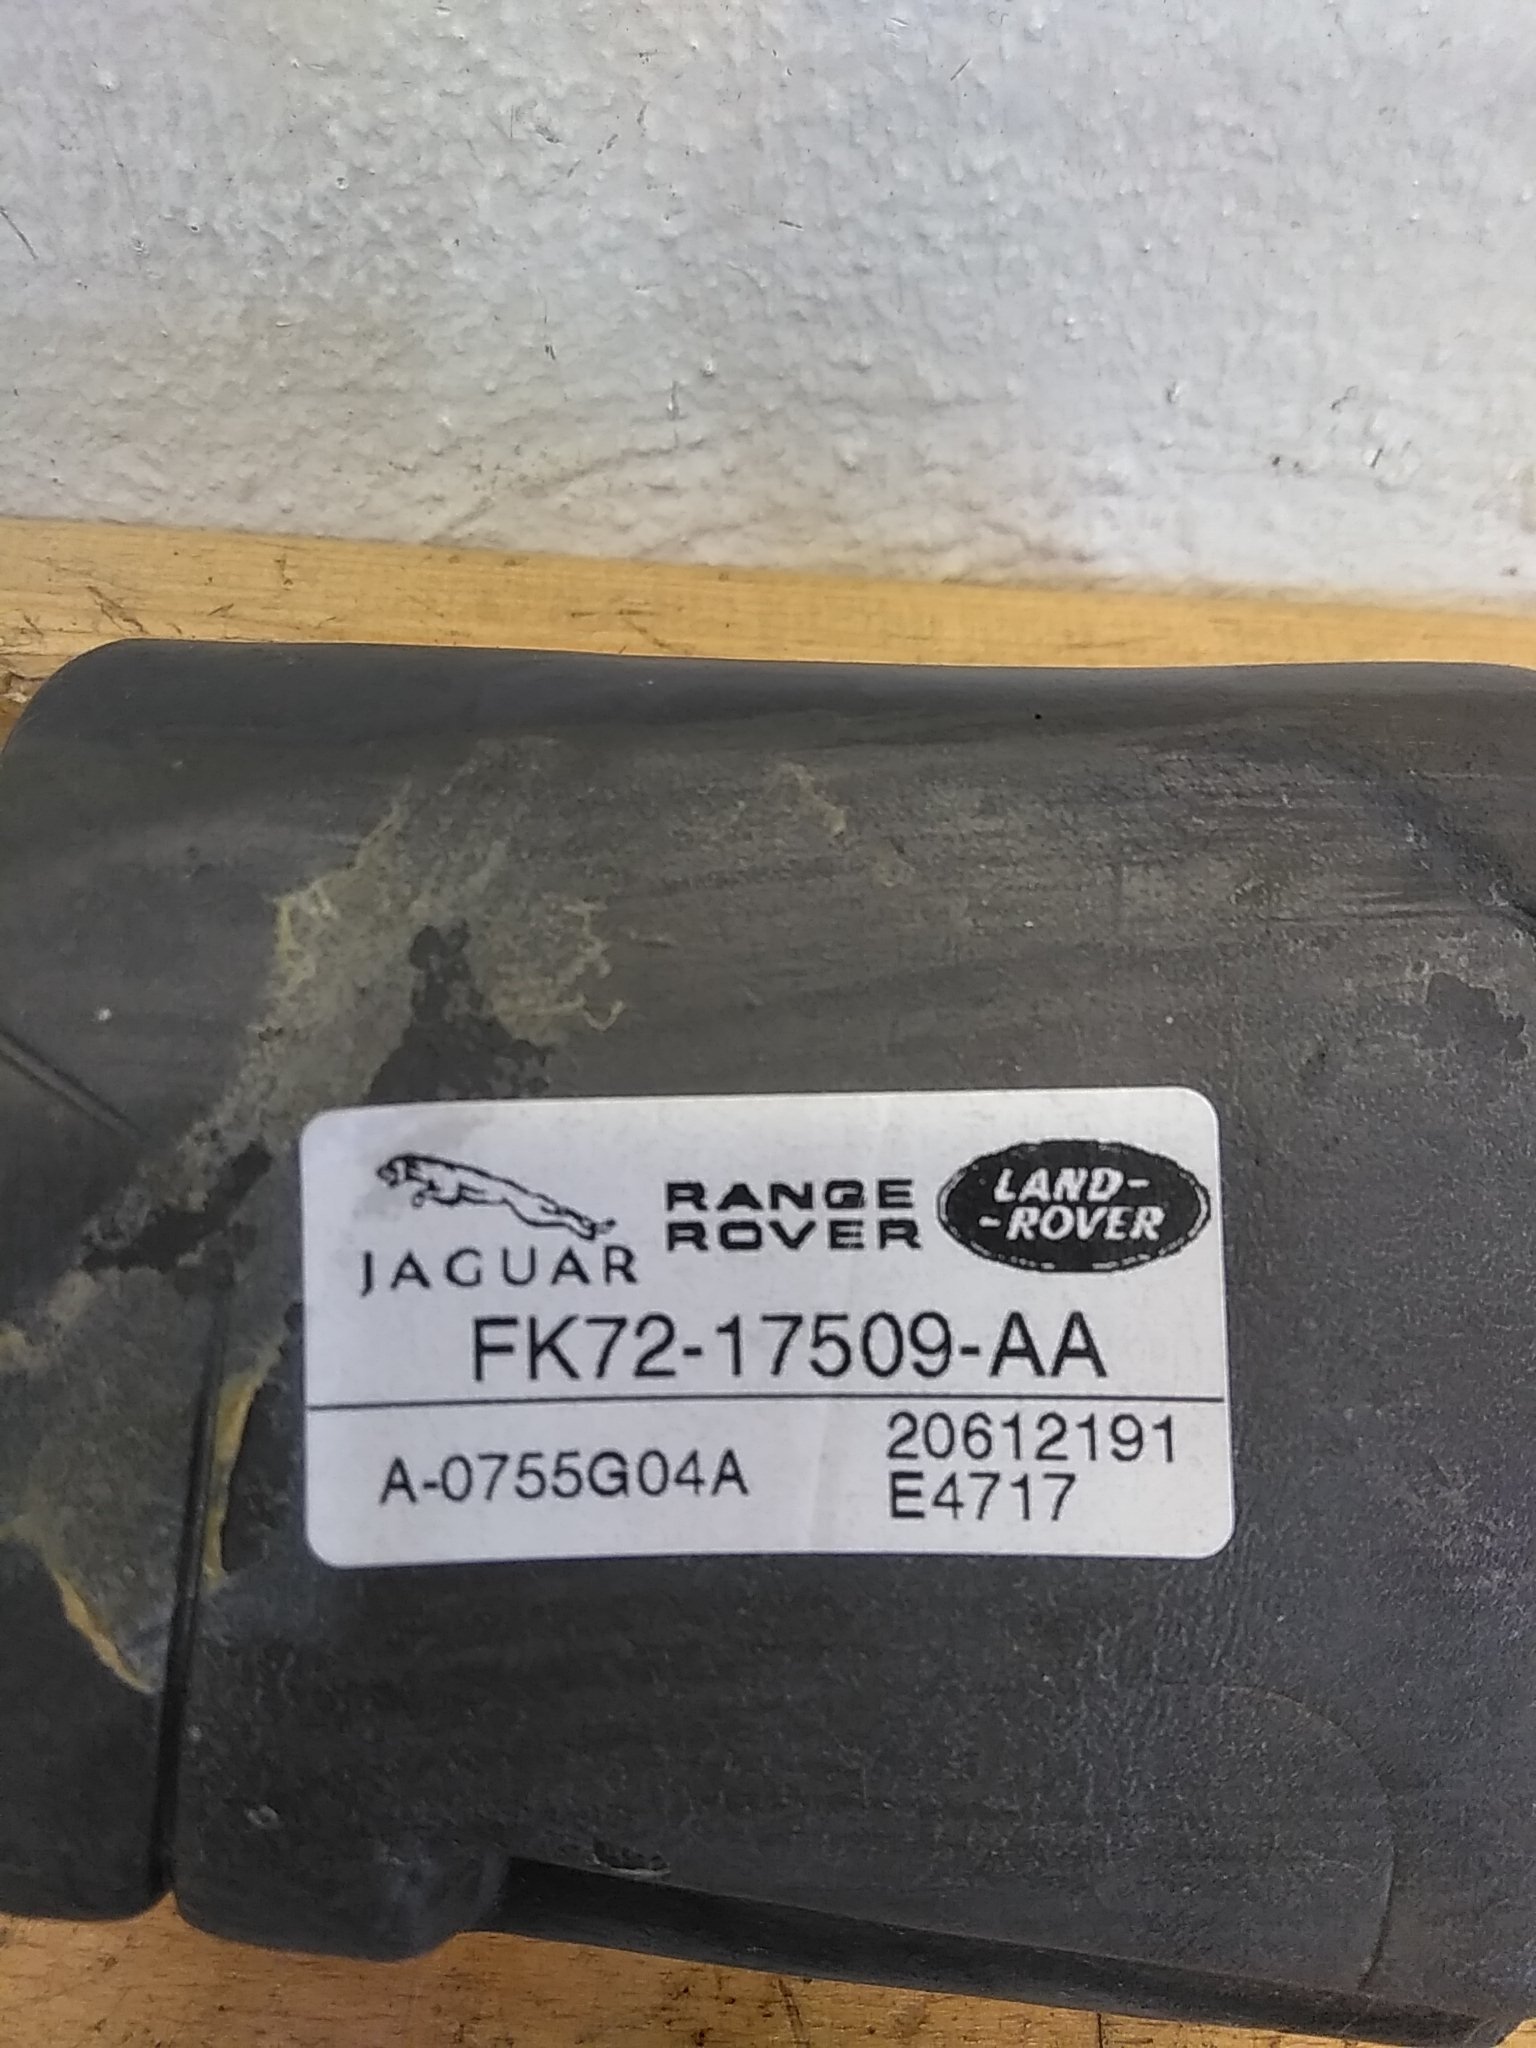 JAGUAR
RANGE
ROVER
LAND-
-ROVER
FK72-17509-AA
A-0755G04A
20612191
E4717